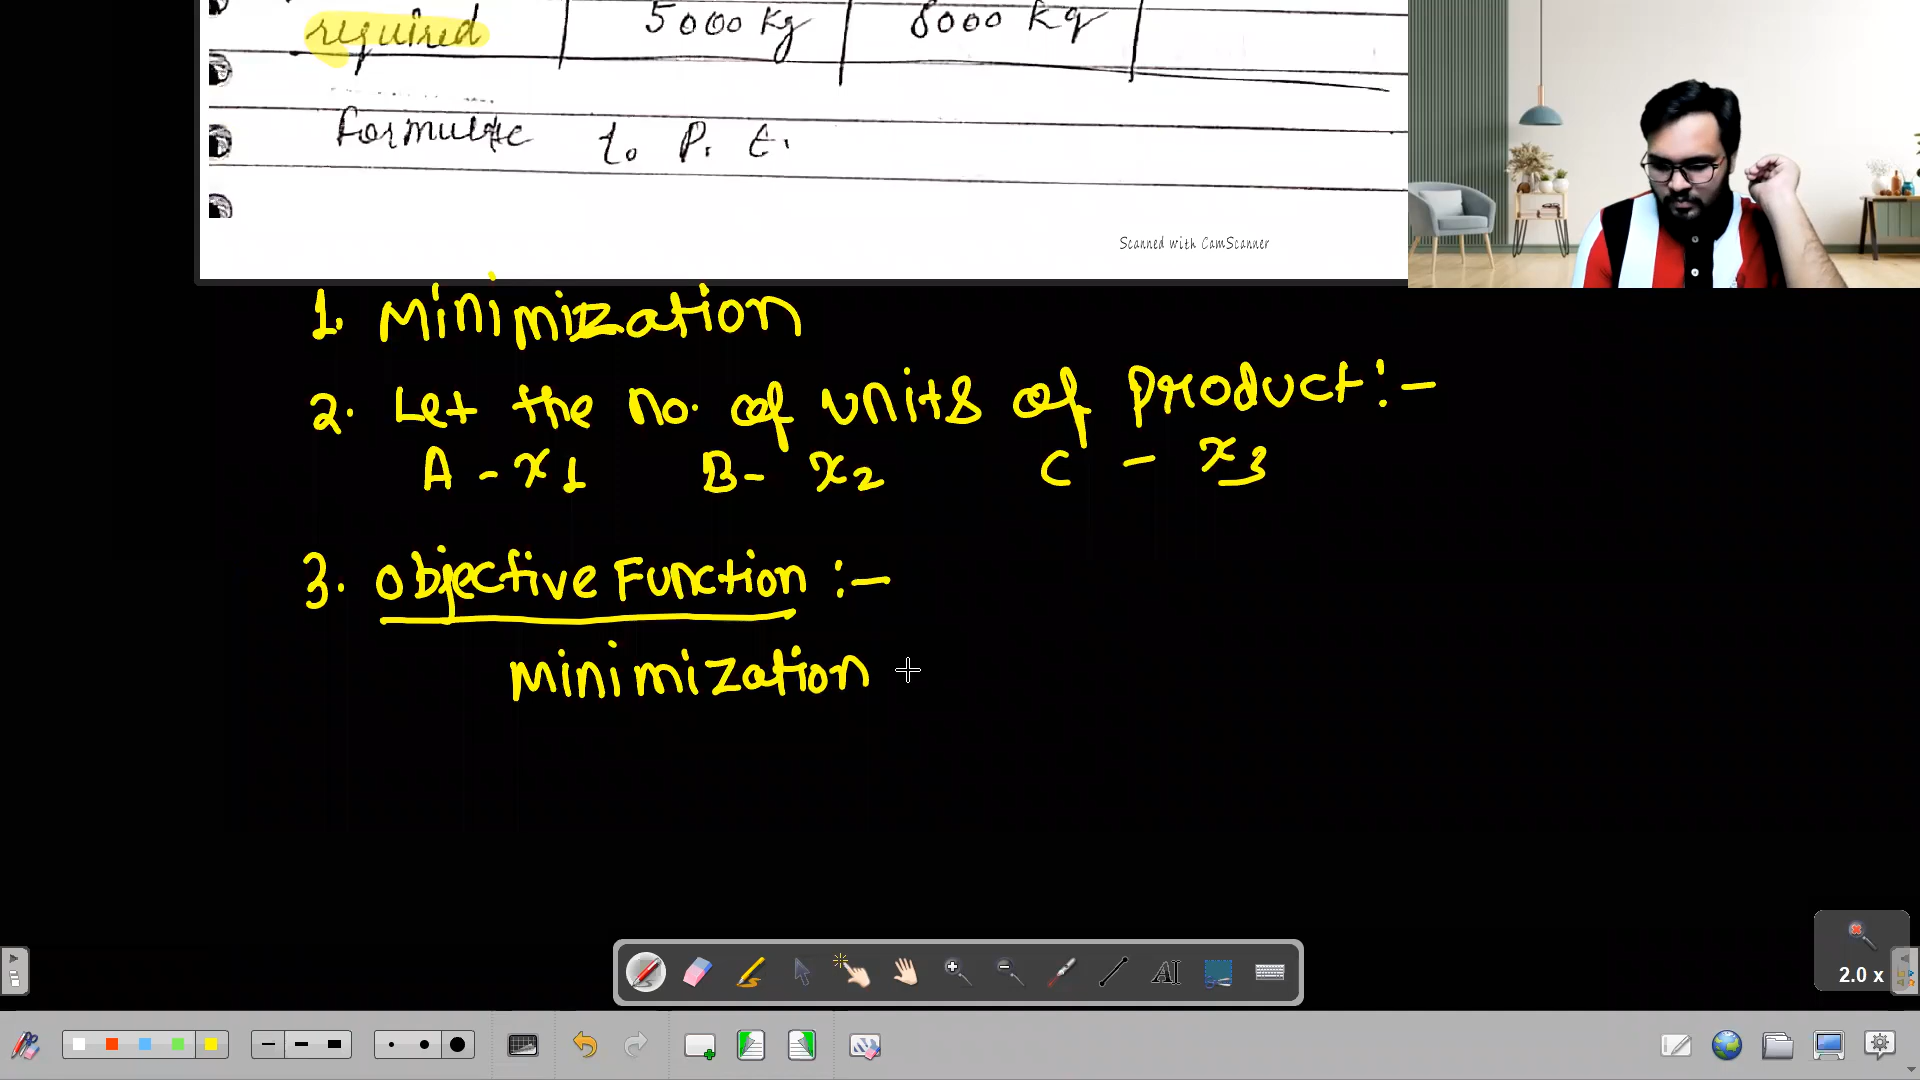 required 5000 Kg 8000 Kg
Formulate L. P. P.
Scanned with CamScanner
1. Minimization
2. Let the no. of units of product:-
A - x1 B- x2 C - x3
3. Objective Function :-
Minimization
2.0 x